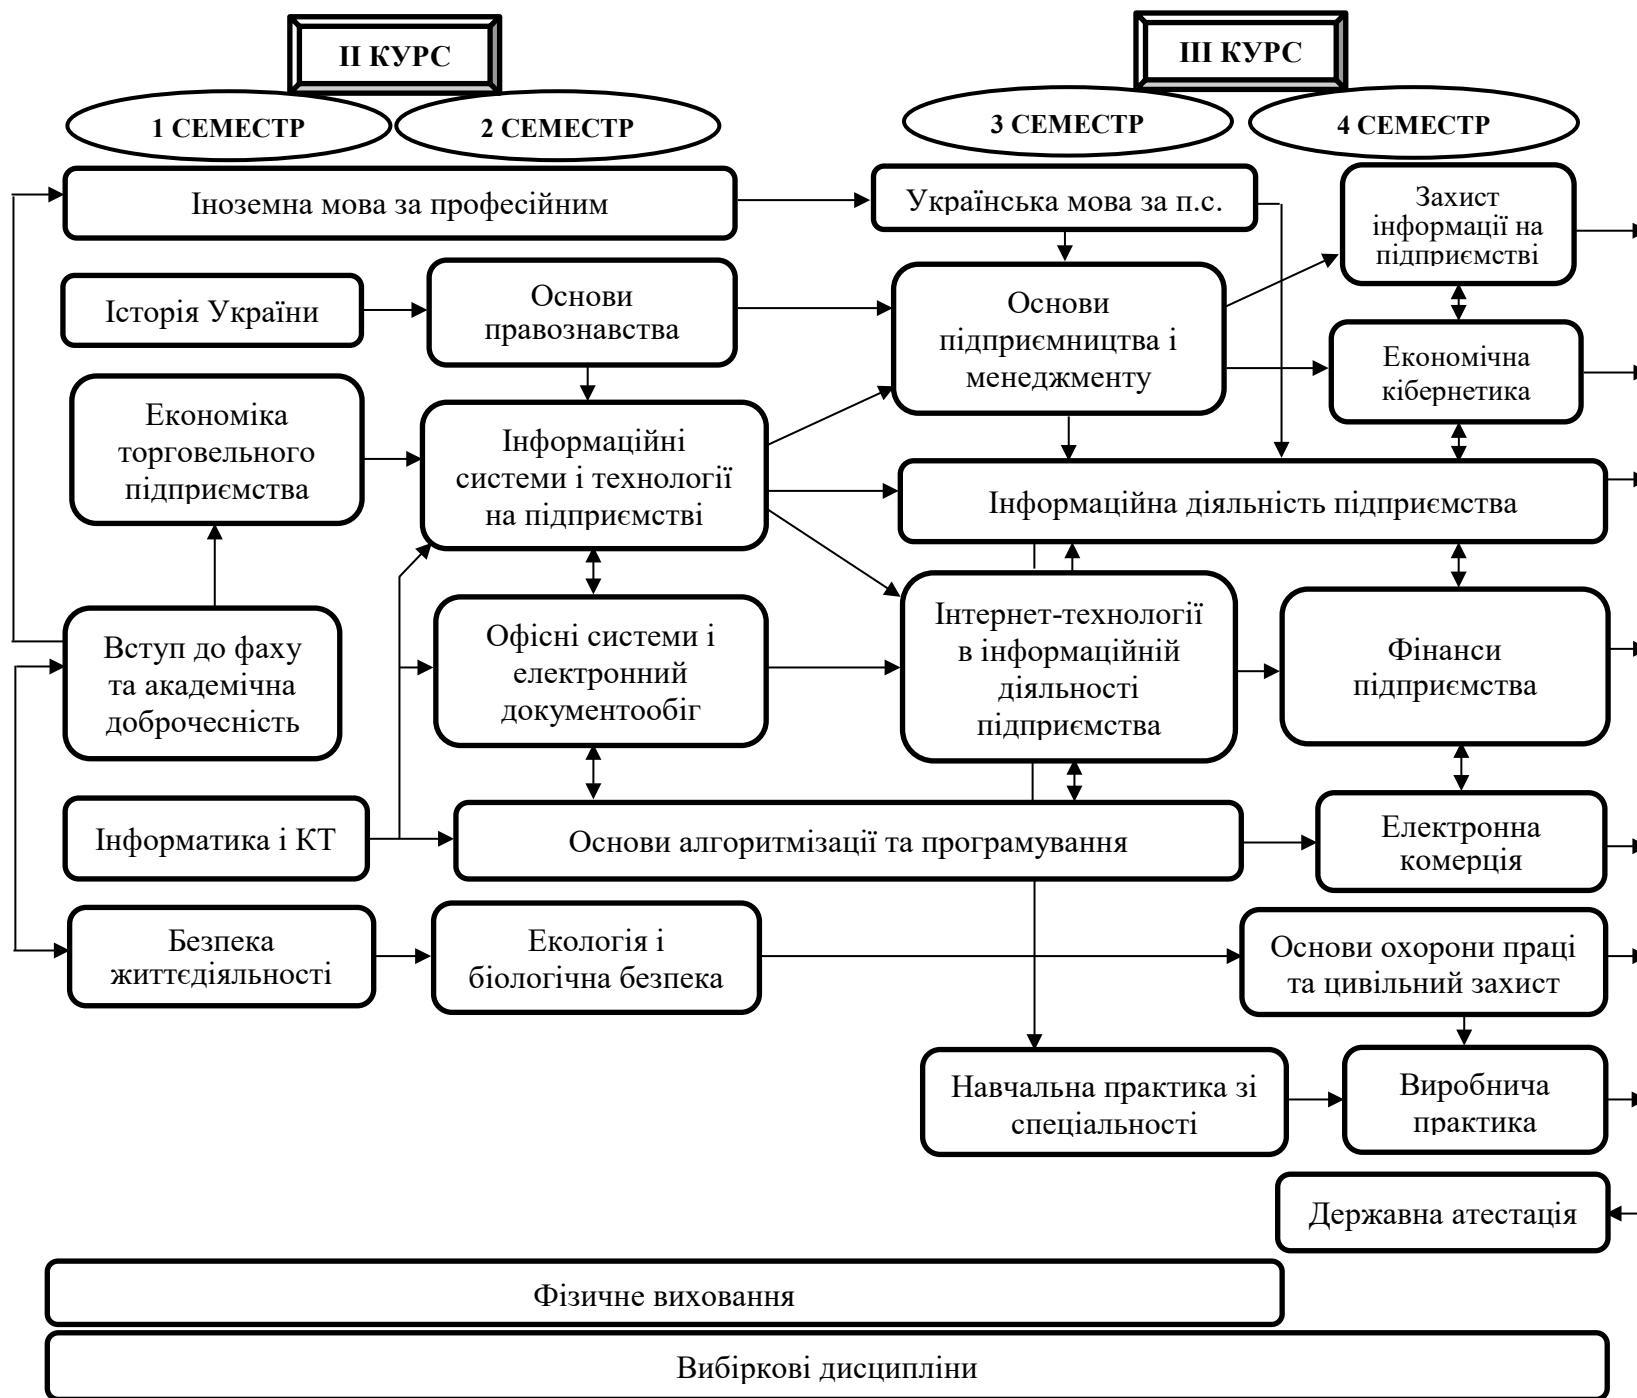 II КУРС
III КУРС
1 СЕМЕСТР
2 СЕМЕСТР
3 СЕМЕСТР
4 СЕМЕСТР
Іноземна мова за професійним
Українська мова за п.с.
Захист
інформації на
підприємстві
Історія України
Основи
правознавства
Основи
підприємництва і
менеджменту
Економічна
кібернетика
Економіка
торговельного
підприємства
Інформаційні
системи і технології
на підприємстві
Інформаційна діяльність підприємства
Вступ до фаху
та академічна
доброчесність
Офісні системи і
електронний
документообіг
Інтернет-технології
в інформаційній
діяльності
підприємства
Фінанси
підприємства
Інформатика і КТ
Основи алгоритмізації та програмування
Електронна
комерція
Безпека
життєдіяльності
Екологія і
біологічна безпека
Основи охорони праці
та цивільний захист
Навчальна практика зі
спеціальності
Виробнича
практика
Державна атестація
Фізичне виховання
Вибіркові дисципліни